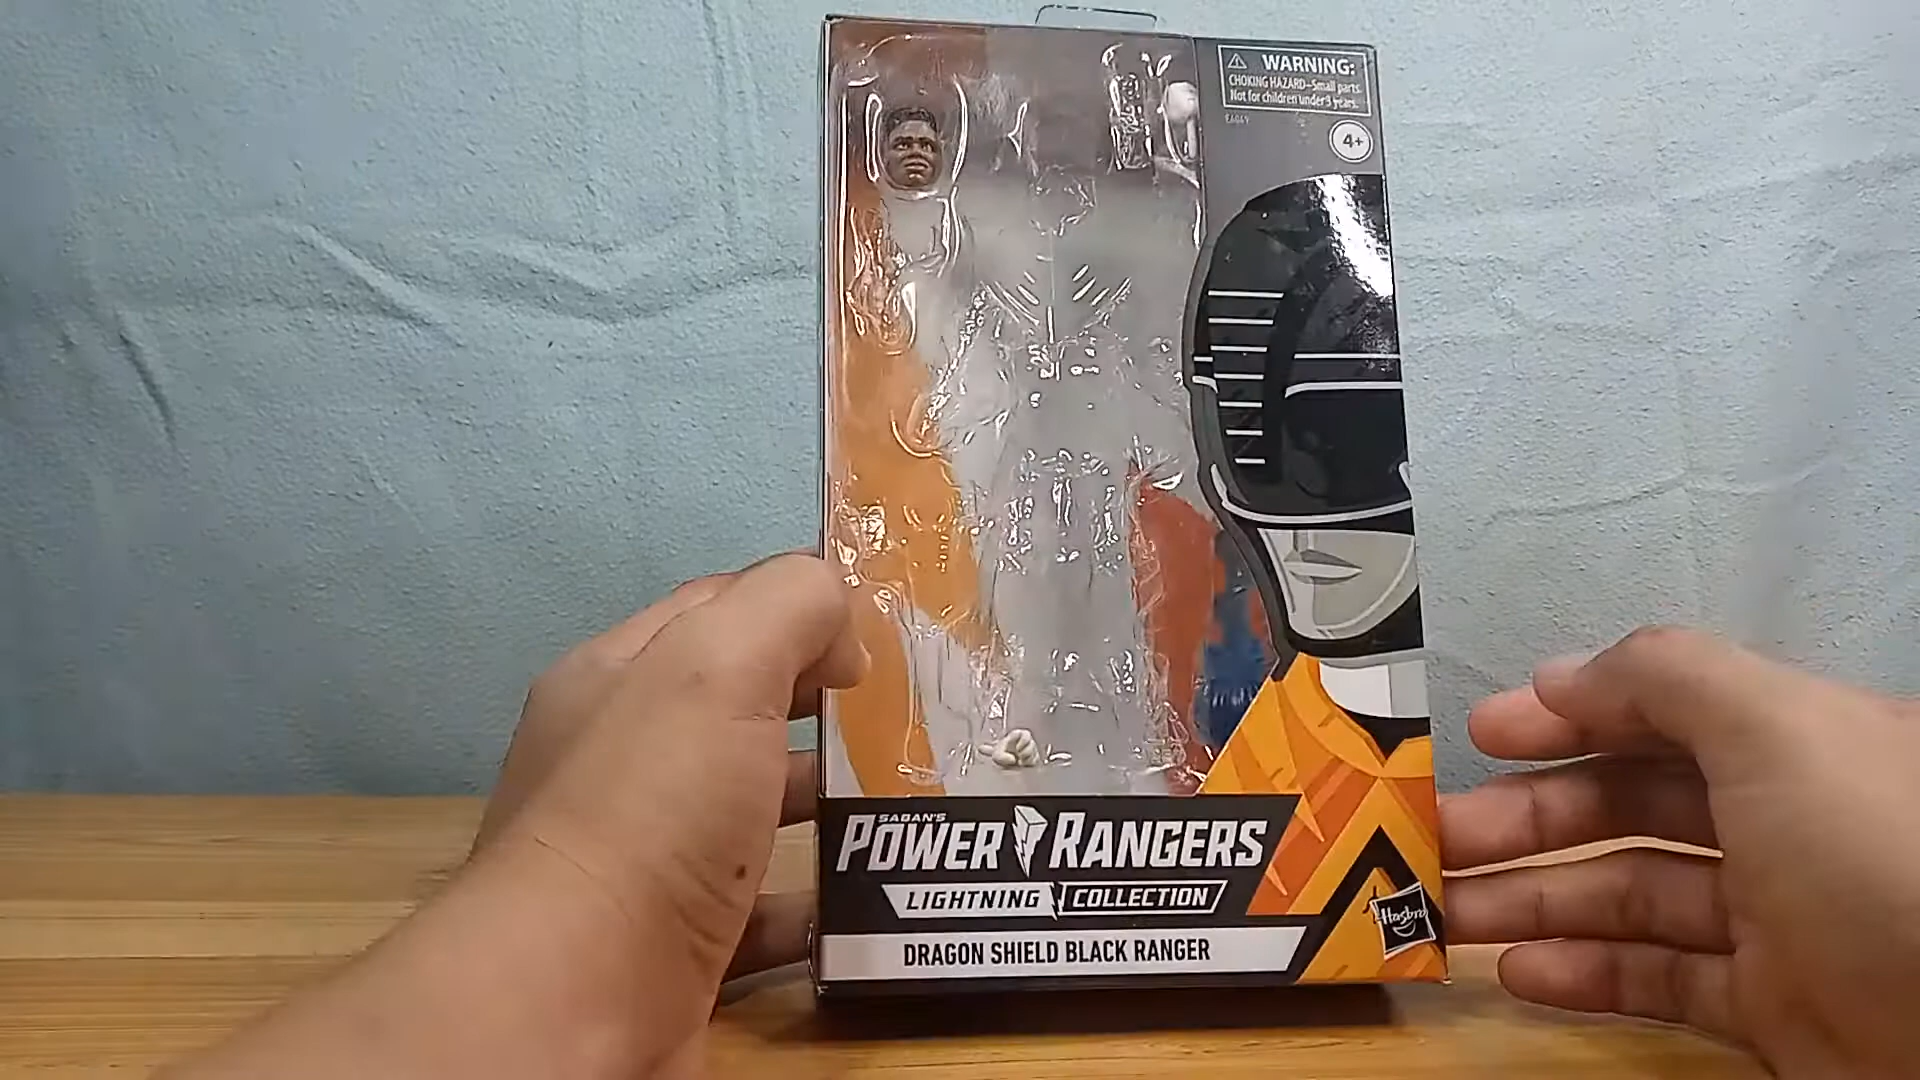 WARNING:
CHOKING HAZARD–Small parts.
Not for children under 3 years.
4+
SABAN'S
POWER RANGERS
LIGHTNING COLLECTION
Hasbro
DRAGON SHIELD BLACK RANGER